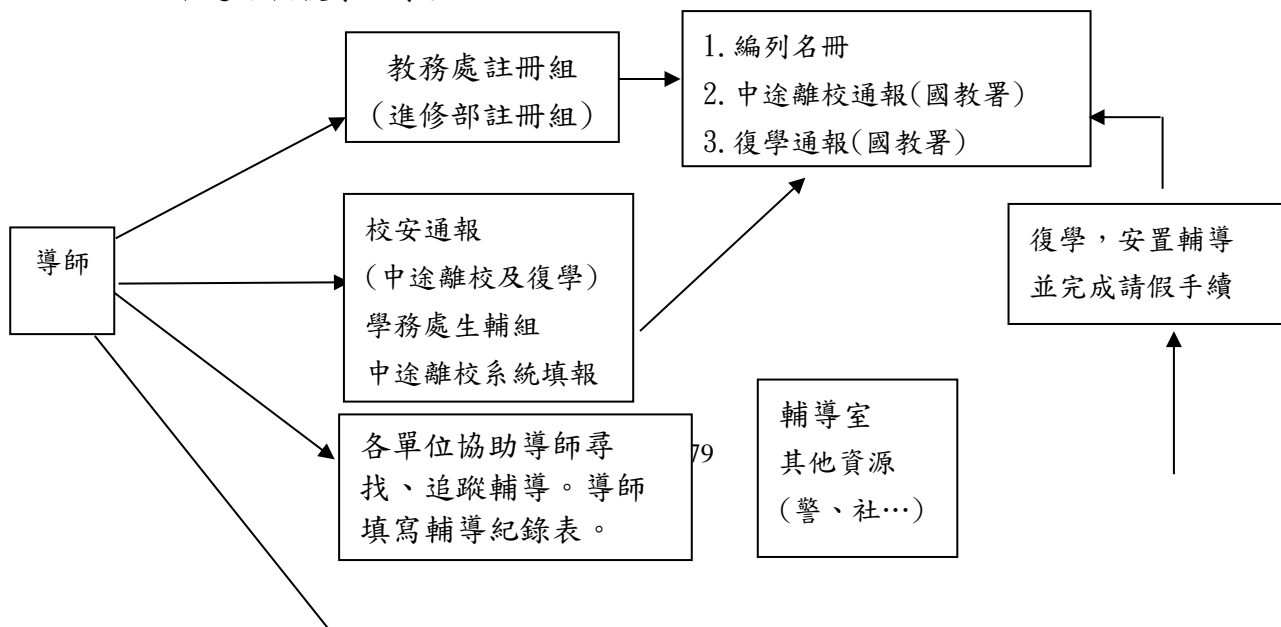 教務處註冊組
(進修部註冊組)
1.編列名冊
2.中途離校通報(國教署)
3.復學通報(國教署)
導師
校安通報
(中途離校及復學)
學務處生輔組
中途離校系統填報
復學，安置輔導
並完成請假手續
各單位協助導師尋
找、追蹤輔導。導師
填寫輔導紀錄表。
79
輔導室
其他資源
(警、社…)